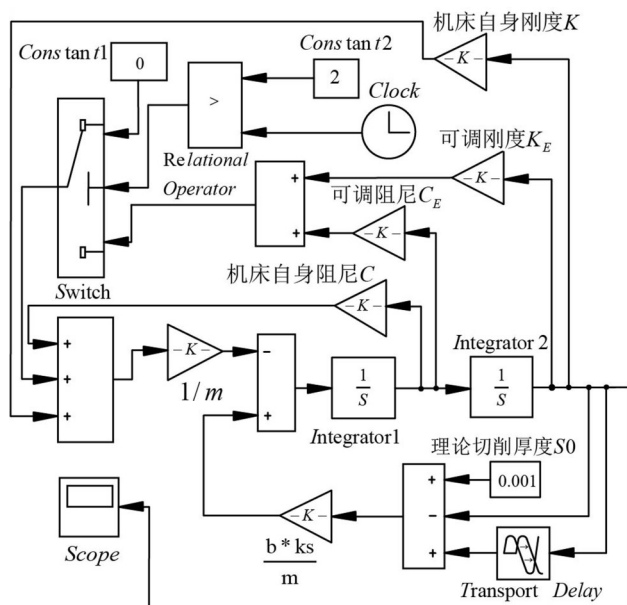 机床自身刚度K
Constant1
0
Constant2
2
-K-
>
Clock
Relational
Operator
可调刚度K_E
-K-
+
+
可调阻尼C_E
-K-
Switch
机床自身阻尼C
-K-
+
+
+
-K-
1/m
-
+
1
S
Integrator1
Integrator 2
1
S
理论切削厚度S0
0.001
+
-
+
-K-
b*ks
m
Transport Delay
Scope